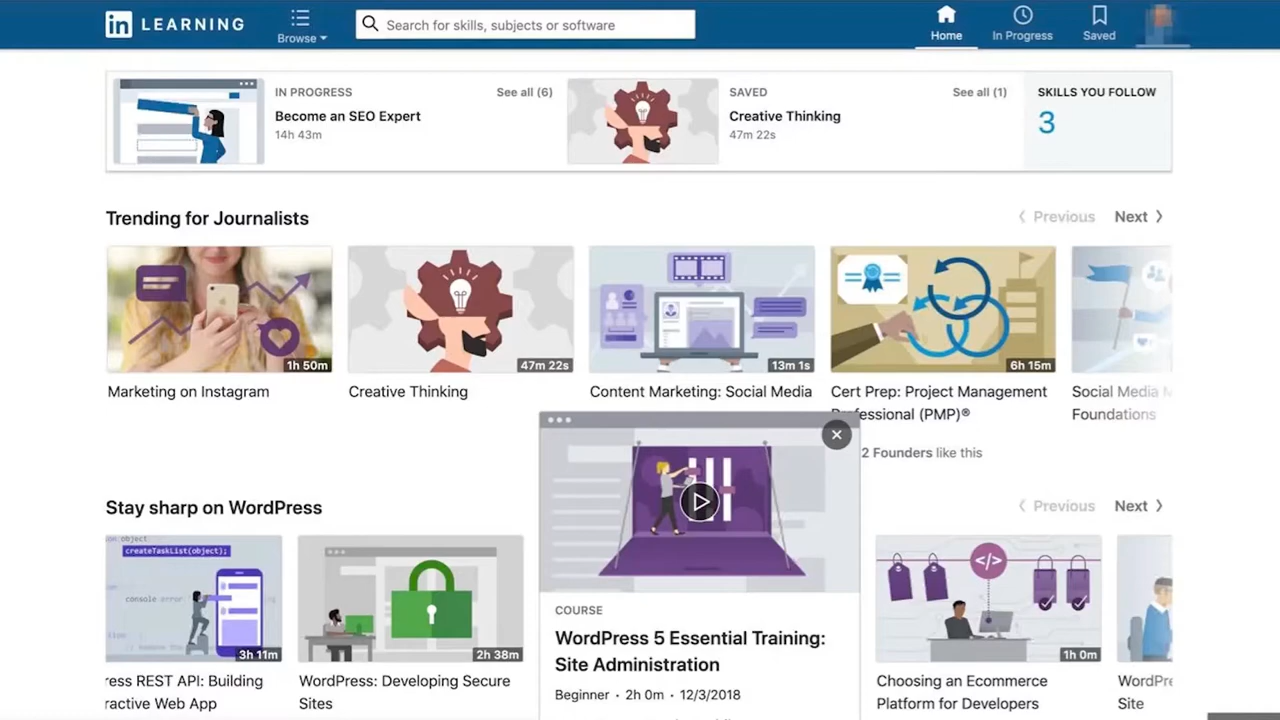 in LEARNING
Browse
Search for skills, subjects or software
Home
In Progress
Saved
IN PROGRESS
See all (6)
Become an SEO Expert
14h 43m
SAVED
See all (1)
Creative Thinking
47m 22s
SKILLS YOU FOLLOW
3
Trending for Journalists
Previous
Next
1h 50m
Marketing on Instagram
47m 22s
Creative Thinking
13m 1s
Content Marketing: Social Media
6h 15m
Cert Prep: Project Management
Professional (PMP)®
2 Founders like this
Social Media M
Foundations
Stay sharp on WordPress
Previous
Next
on object
createTaskList(object);
console error
3h 11m
ress REST API: Building
ractive Web App
2h 38m
WordPress: Developing Secure
Sites
COURSE
WordPress 5 Essential Training:
Site Administration
Beginner · 2h 0m · 12/3/2018
</>
1h 0m
Choosing an Ecommerce
Platform for Developers
WordPre
Site